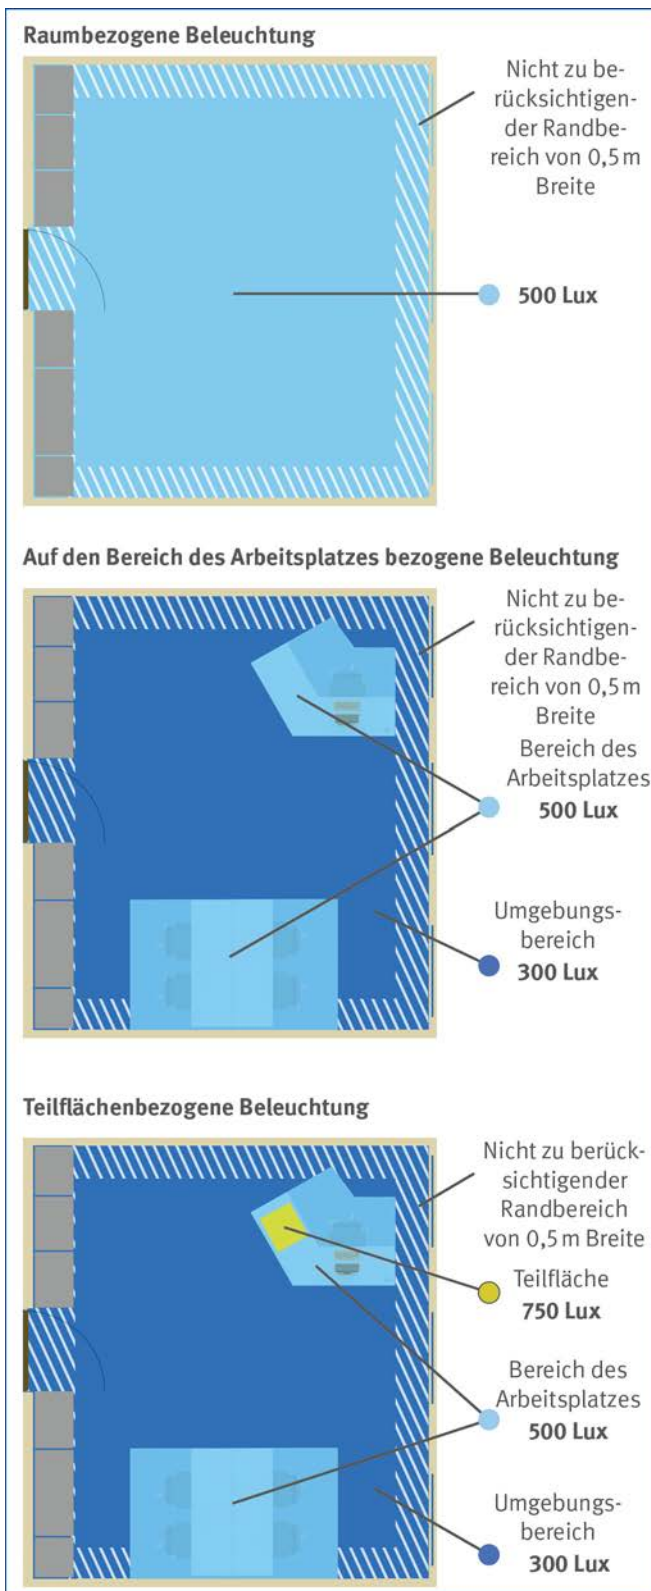 Raumbezogene Beleuchtung
Nicht zu be-
rücksichtigen-
der Randbe-
reich von 0,5 m
Breite
500 Lux
Auf den Bereich des Arbeitsplatzes bezogene Beleuchtung
Nicht zu be-
rücksichtigen-
der Randbe-
reich von 0,5 m
Breite
Bereich des
Arbeitsplatzes
500 Lux
Umgebungs-
bereich
300 Lux
Teilflächenbezogene Beleuchtung
Nicht zu berück-
sichtigender
Randbereich
von 0,5 m Breite
Teilfläche
750 Lux
Bereich des
Arbeitsplatzes
500 Lux
Umgebungs-
bereich
300 Lux